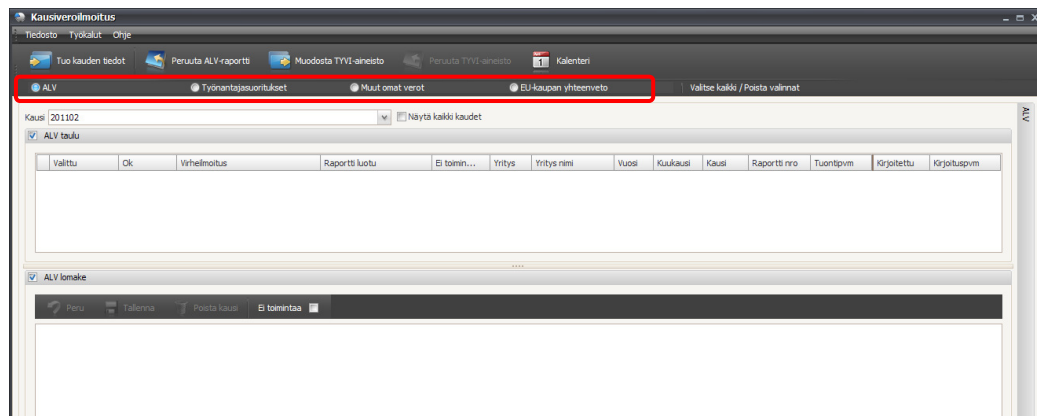 Kausiveroilmoitus
Tiedosto Työkalut Ohje
Tuo kauden tiedot Peruuta ALV-raportti Muodosta TYVI-aineisto Peruuta TYVI-aineisto 1 Kalenteri
ALV Työnantajasuoritukset Muut omat verot EU-kaupan yhteenveto Valitse kaikki / Poista valinnat
Kausi 201102 Näytä kaikki kaudet
ALV
ALV taulu
Valittu Ok Virheilmoitus Raportti luotu Ei toimin... Yritys Yritys nimi Vuosi Kuukausi Kausi Raportti nro Tuontipvm Kirjoitettu Kirjoituspvm
ALV lomake
Peru Tallenna Poista kausi Ei toimintaa